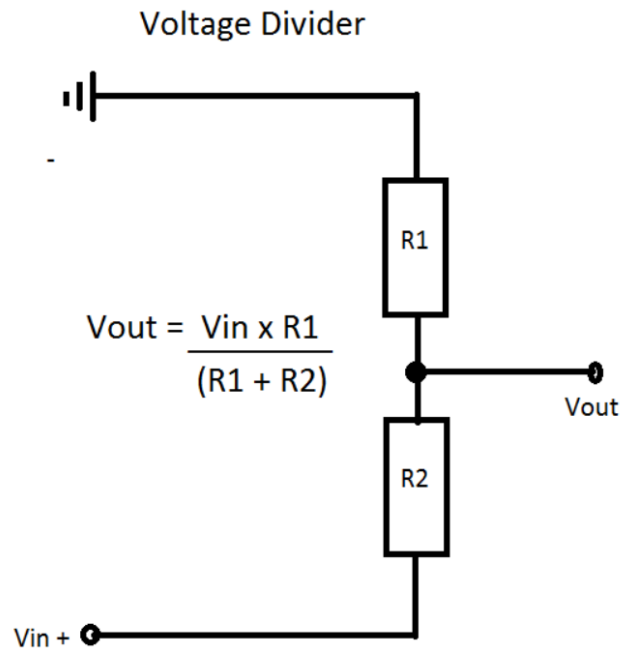 Voltage Divider
-
R1
Vout = Vin x R1
(R1 + R2)
Vout
R2
Vin +